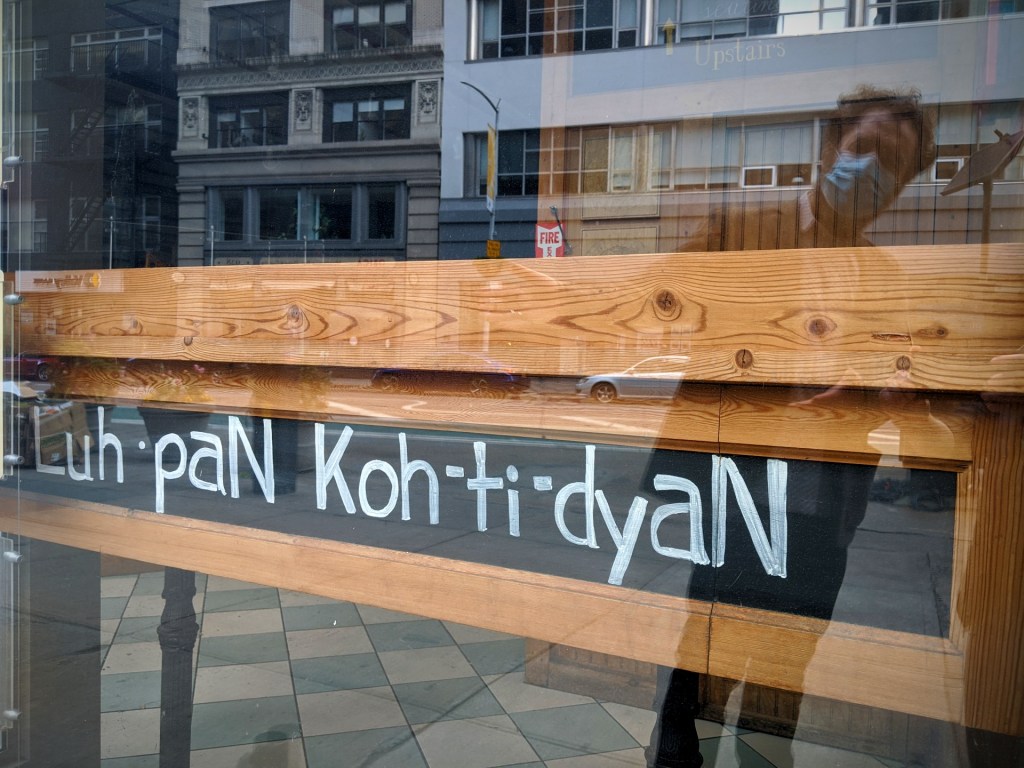 Upstairs
FIRE
Luh·paN Koh-ti-dyaN